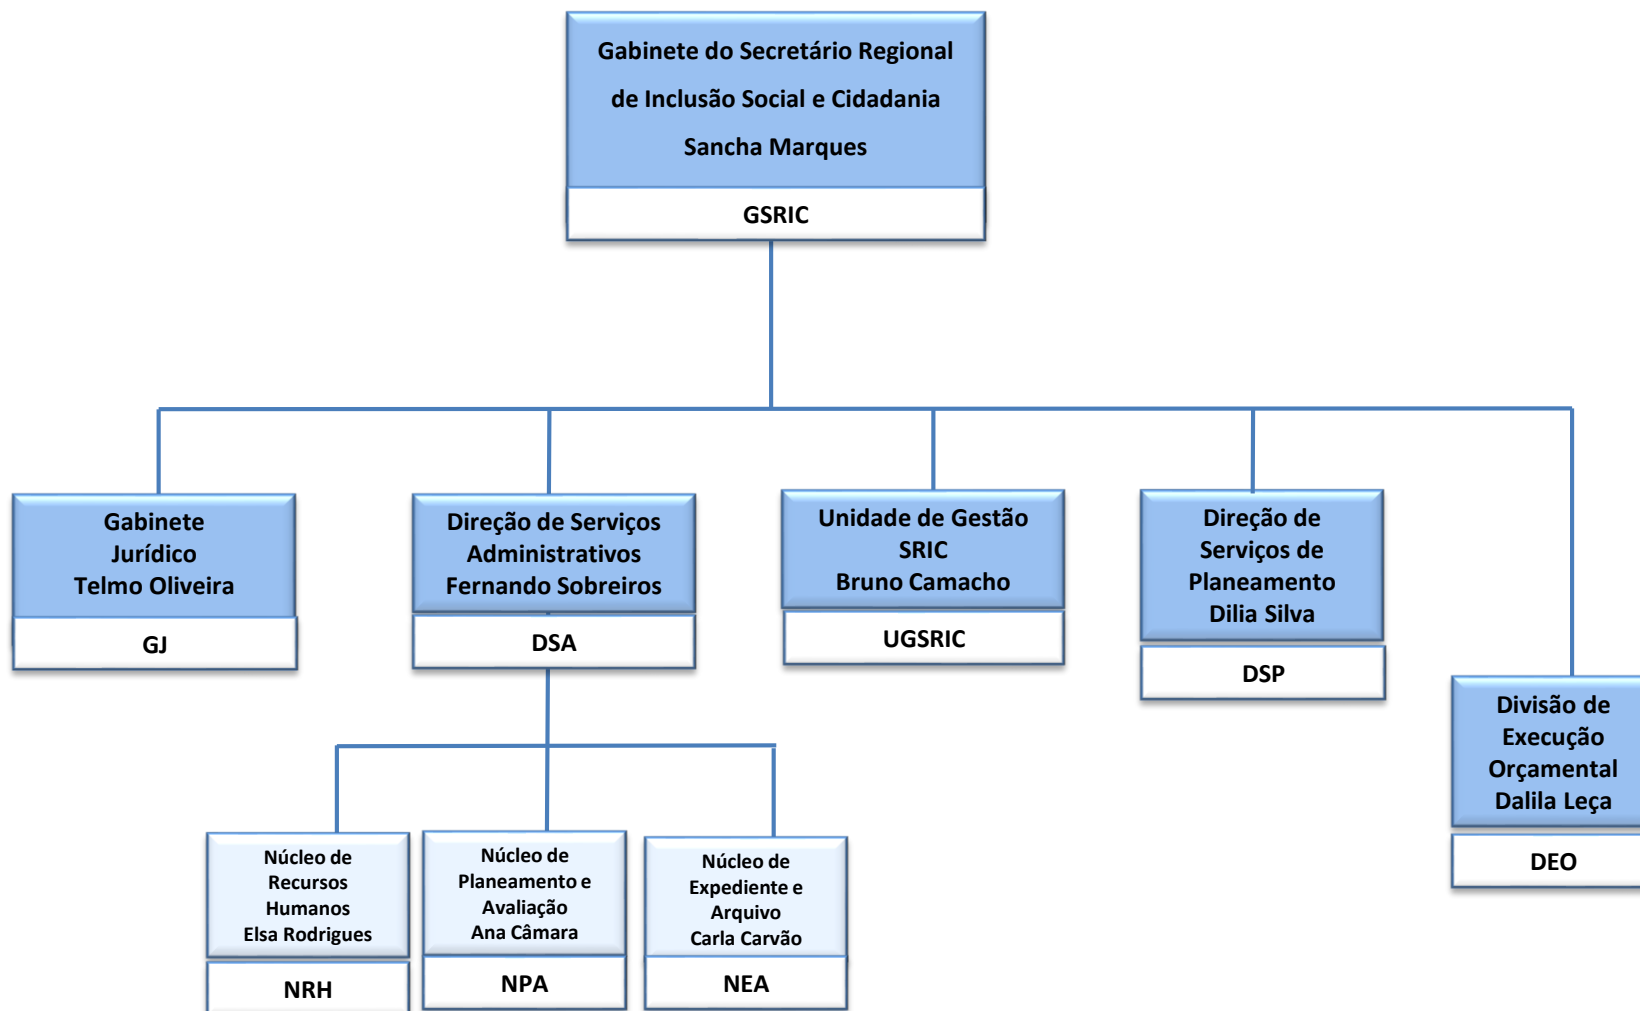 Gabinete do Secretário Regional
de Inclusão Social e Cidadania
Sancha Marques
GSRIC
Gabinete
Jurídico
Telmo Oliveira
GJ
Direção de Serviços
Administrativos
Fernando Sobreiros
DSA
Unidade de Gestão
SRIC
Bruno Camacho
UGSRIC
Direção de
Serviços de
Planeamento
Dilia Silva
DSP
Divisão de
Execução
Orçamental
Dalila Leça
DEO
Núcleo de
Recursos
Humanos
Elsa Rodrigues
NRH
Núcleo de
Planeamento e
Avaliação
Ana Câmara
NPA
Núcleo de
Expediente e
Arquivo
Carla Carvão
NEA